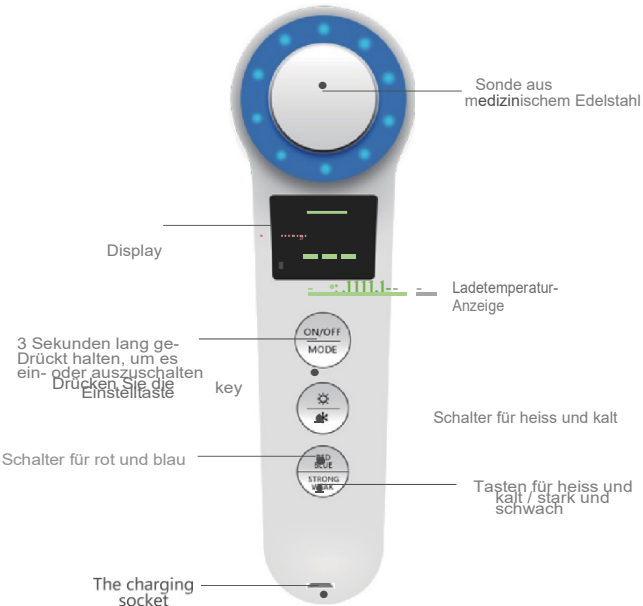 Sonde aus
medizinischem Edelstahl
Display
Ladetemperatur-
Anzeige
ON/OFF
MODE
3 Sekunden lang ge-
Drückt halten, um es
ein- oder auszuschalten
Drücken Sie die
Einstelltaste
key
Schalter für heiss und kalt
Schalter für rot und blau
RED
BLUE
STRONG
WEAK
Tasten für heiss und
kalt / stark und
schwach
The charging
socket